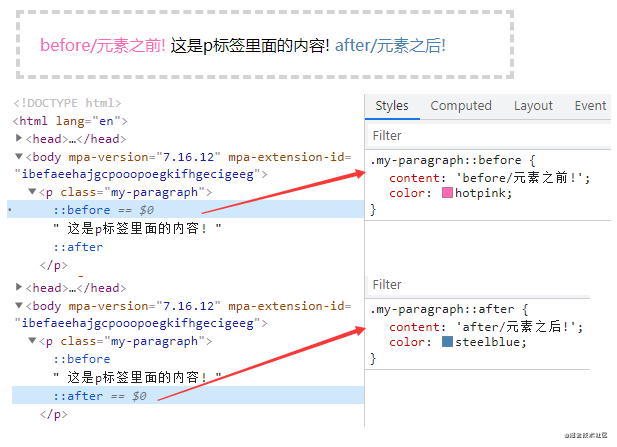 before/元素之前! 这是p标签里面的内容! after/元素之后!
<!DOCTYPE html>
<html lang="en">
<head>…</head>
<body mpa-version="7.16.12" mpa-extension-id=
"ibefaeehajgcpooopoegkifhgecigeeg">
<p class="my-paragraph">
::before == $0
" 这是p标签里面的内容! "
::after
</p>
Styles Computed Layout Event
Filter
.my-paragraph::before {
content: 'before/元素之前!';
color: hotpink;
}
<head>…</head>
<body mpa-version="7.16.12" mpa-extension-id=
"ibefaeehajgcpooopoegkifhgecigeeg">
<p class="my-paragraph">
::before
" 这是p标签里面的内容! "
::after == $0
</p>
Filter
.my-paragraph::after {
content: 'after/元素之后!';
color: steelblue;
}
@掘金技术社区